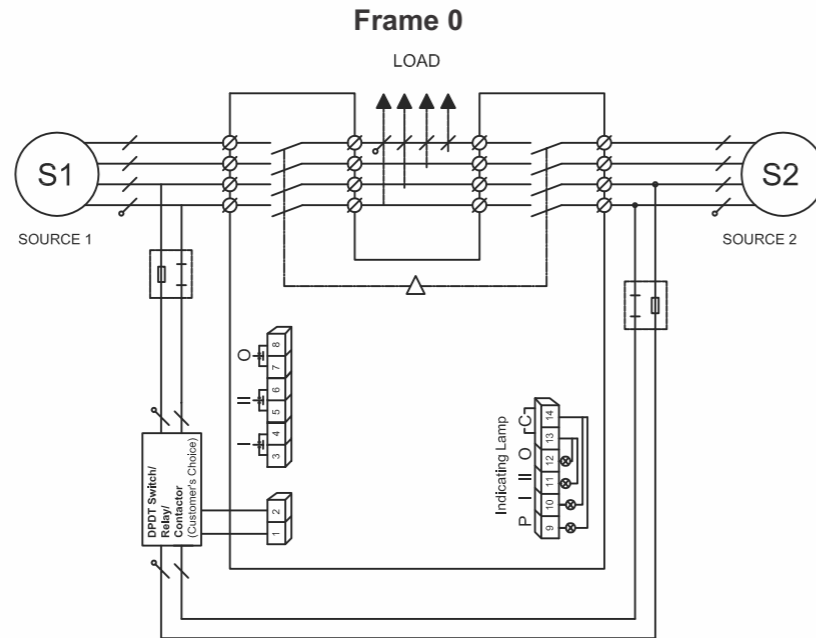 Frame 0
LOAD
S1
S2
SOURCE 1
SOURCE 2
O
8
7
II
6
5
I
4
3
2
1
DPDT Switch/
Relay/
Contactor
(Customer's Choice)
Indicating Lamp
C
14
13
O
12
II
11
I
10
P
9